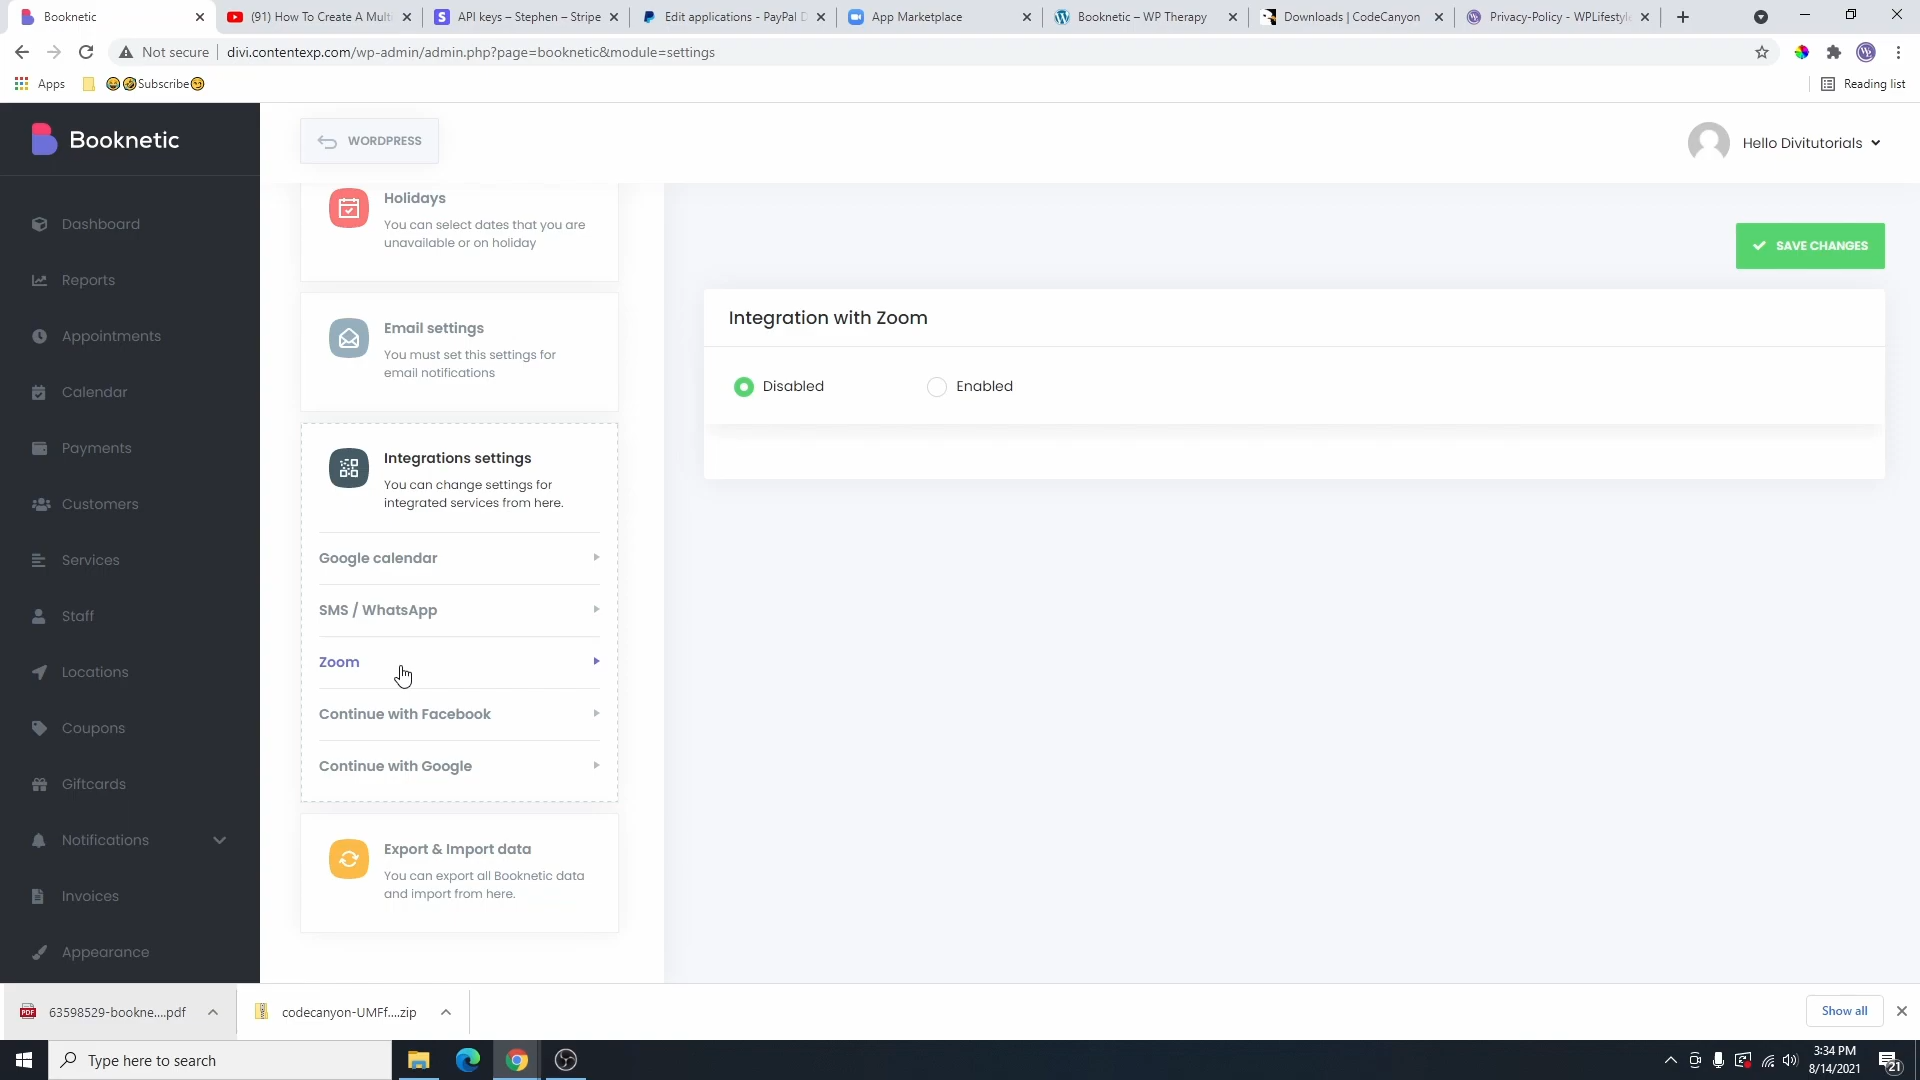 Booknetic
(91) How To Create A Multi
API keys – Stephen – Stripe
Edit applications - PayPal D
App Marketplace
Booknetic – WP Therapy
Downloads | CodeCanyon
Privacy-Policy - WPLifestyle
Not secure
divi.contentexp.com/wp-admin/admin.php?page=booknetic&module=settings
Apps
😂🤣Subscribe😏
Reading list
Booknetic
WORDPRESS
Hello Divitutorials
Dashboard
Reports
Appointments
Calendar
Payments
Customers
Services
Staff
Locations
Coupons
Giftcards
Notifications
Invoices
Appearance
Holidays
You can select dates that you are
unavailable or on holiday
Email settings
You must set this settings for
email notifications
Integrations settings
You can change settings for
integrated services from here.
Google calendar
SMS / WhatsApp
Zoom
Continue with Facebook
Continue with Google
Export & Import data
You can export all Booknetic data
and import from here.
SAVE CHANGES
Integration with Zoom
Disabled
Enabled
63598529-bookne....pdf
codecanyon-UMFf....zip
Show all
Type here to search
3:34 PM
8/14/2021
21